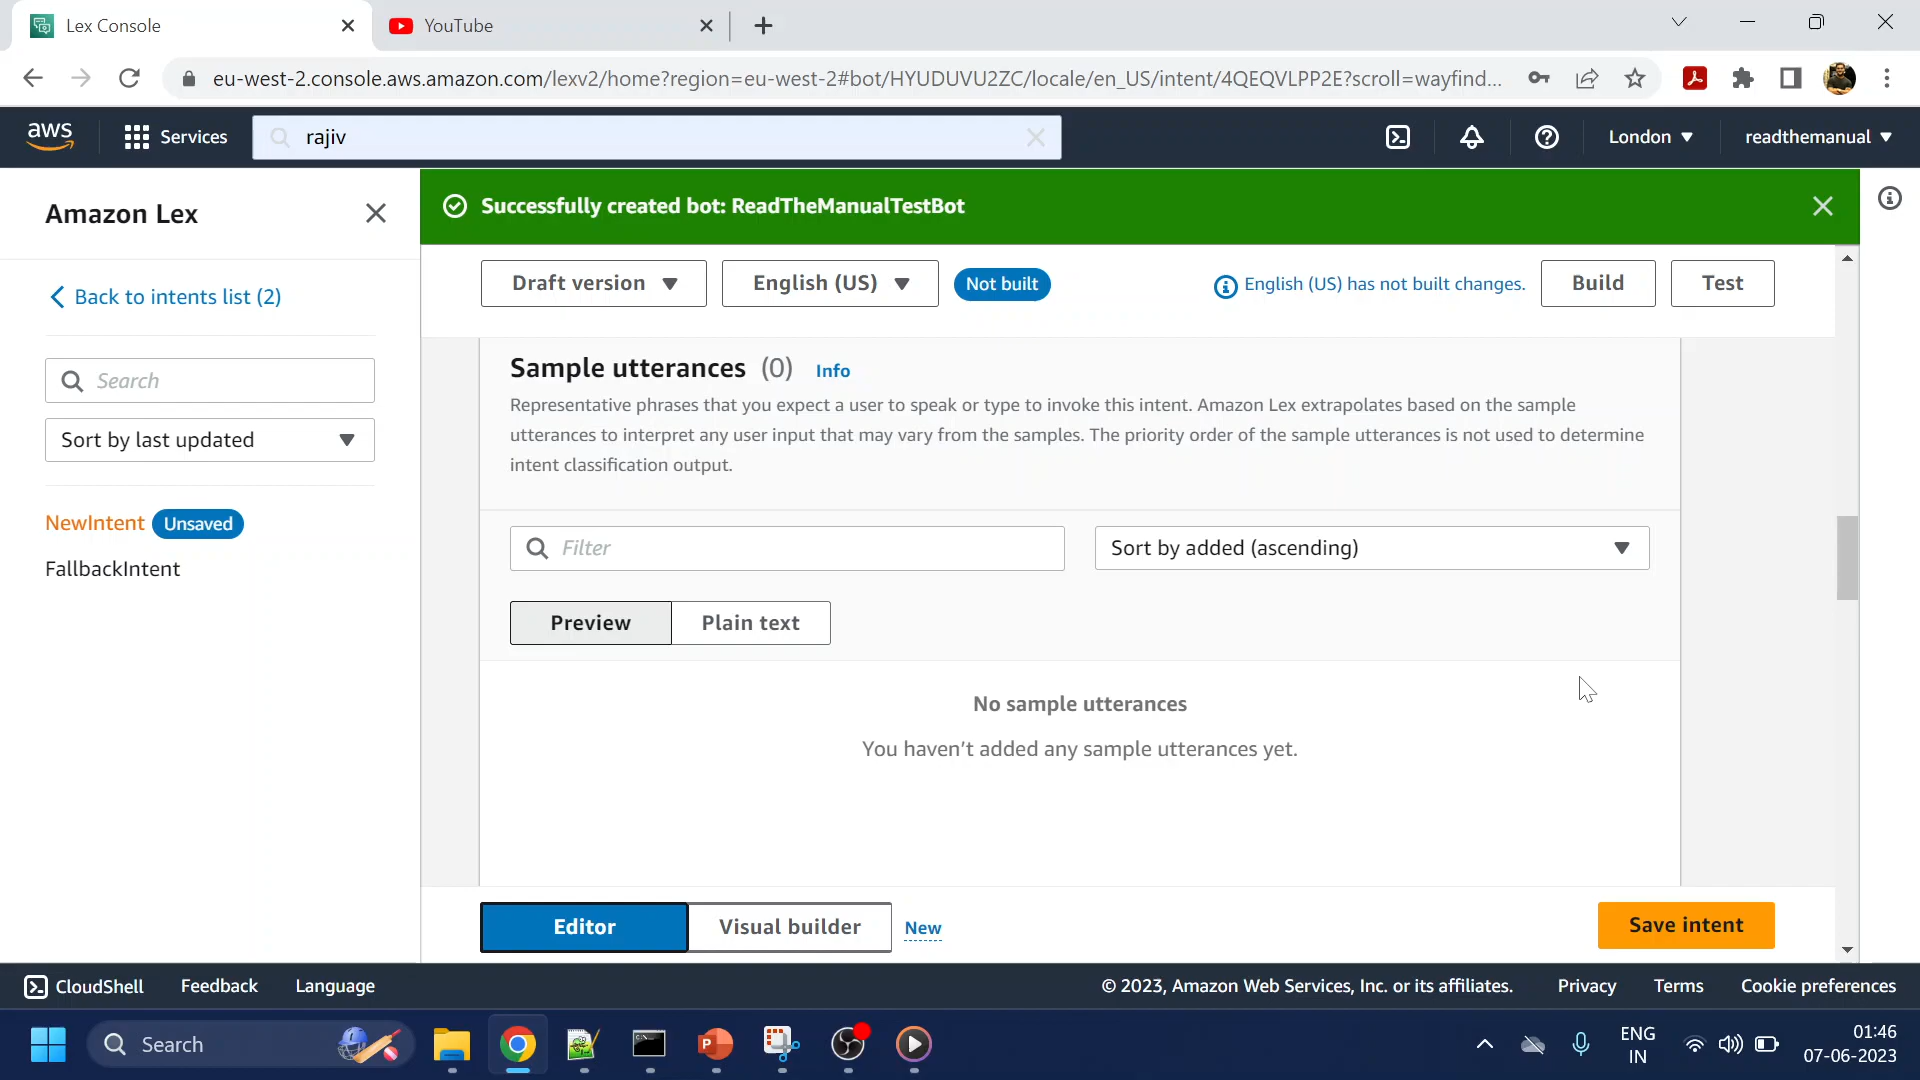 Lex Console
YouTube
eu-west-2.console.aws.amazon.com/lexv2/home?region=eu-west-2#bot/HYUDUVU2ZC/locale/en_US/intent/4QEQVLPP2E?scroll=wayfind...
aws
Services
rajiv
London
readthemanual
Amazon Lex
Successfully created bot: ReadTheManualTestBot
Back to intents list (2)
Draft version
English (US)
Not built
English (US) has not built changes.
Build
Test
Search
Sort by last updated
NewIntent
Unsaved
FallbackIntent
Sample utterances (0) Info
Representative phrases that you expect a user to speak or type to invoke this intent. Amazon Lex extrapolates based on the sample
utterances to interpret any user input that may vary from the samples. The priority order of the sample utterances is not used to determine
intent classification output.
Filter
Sort by added (ascending)
Preview
Plain text
No sample utterances
You haven't added any sample utterances yet.
Editor
Visual builder
New
Save intent
CloudShell
Feedback
Language
© 2023, Amazon Web Services, Inc. or its affiliates.
Privacy
Terms
Cookie preferences
Search
ENG
IN
01:46
07-06-2023